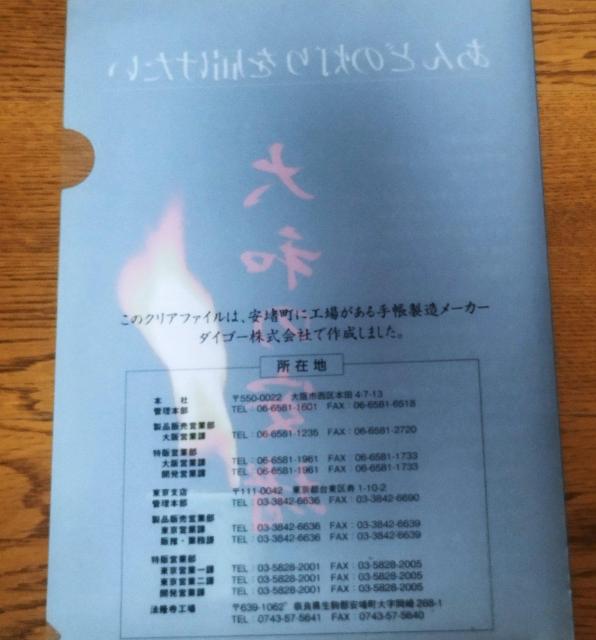 あんどの灯りを届けたい
大和の安堵
このクリアファイルは、安堵町に工場がある手帳製造メーカー
ダイゴー株式会社で作成しました。
所在地
本 社 〒550-0022 大阪市西区本田4-7-13
管理本部 TEL:06-6581-1601 FAX:06-6581-6518
製品販売営業部
大阪営業課 TEL:06-6581-1235 FAX:06-6581-2720
特販営業部
大阪営業課 TEL:06-6581-1961 FAX:06-6581-1733
開発営業課 TEL:06-6581-1961 FAX:06-6581-1733
東京支店 〒111-0042 東京都台東区寿1-10-2
管理本部 TEL:03-3842-6636 FAX:03-3842-6690
製品販売営業部
東京営業課 TEL:03-3842-6636 FAX:03-3842-6639
販推・業務課 TEL:03-3842-6636 FAX:03-3842-6639
特販営業部
東京営業一課 TEL:03-5828-2001 FAX:03-5828-2005
東京営業二課 TEL:03-5828-2001 FAX:03-5828-2005
開発営業課 TEL:03-5828-2001 FAX:03-5828-2005
法隆寺工場 〒639-1062 奈良県生駒郡安堵町大字岡崎268-1
TEL:0743-57-5641 FAX:0743-57-5640